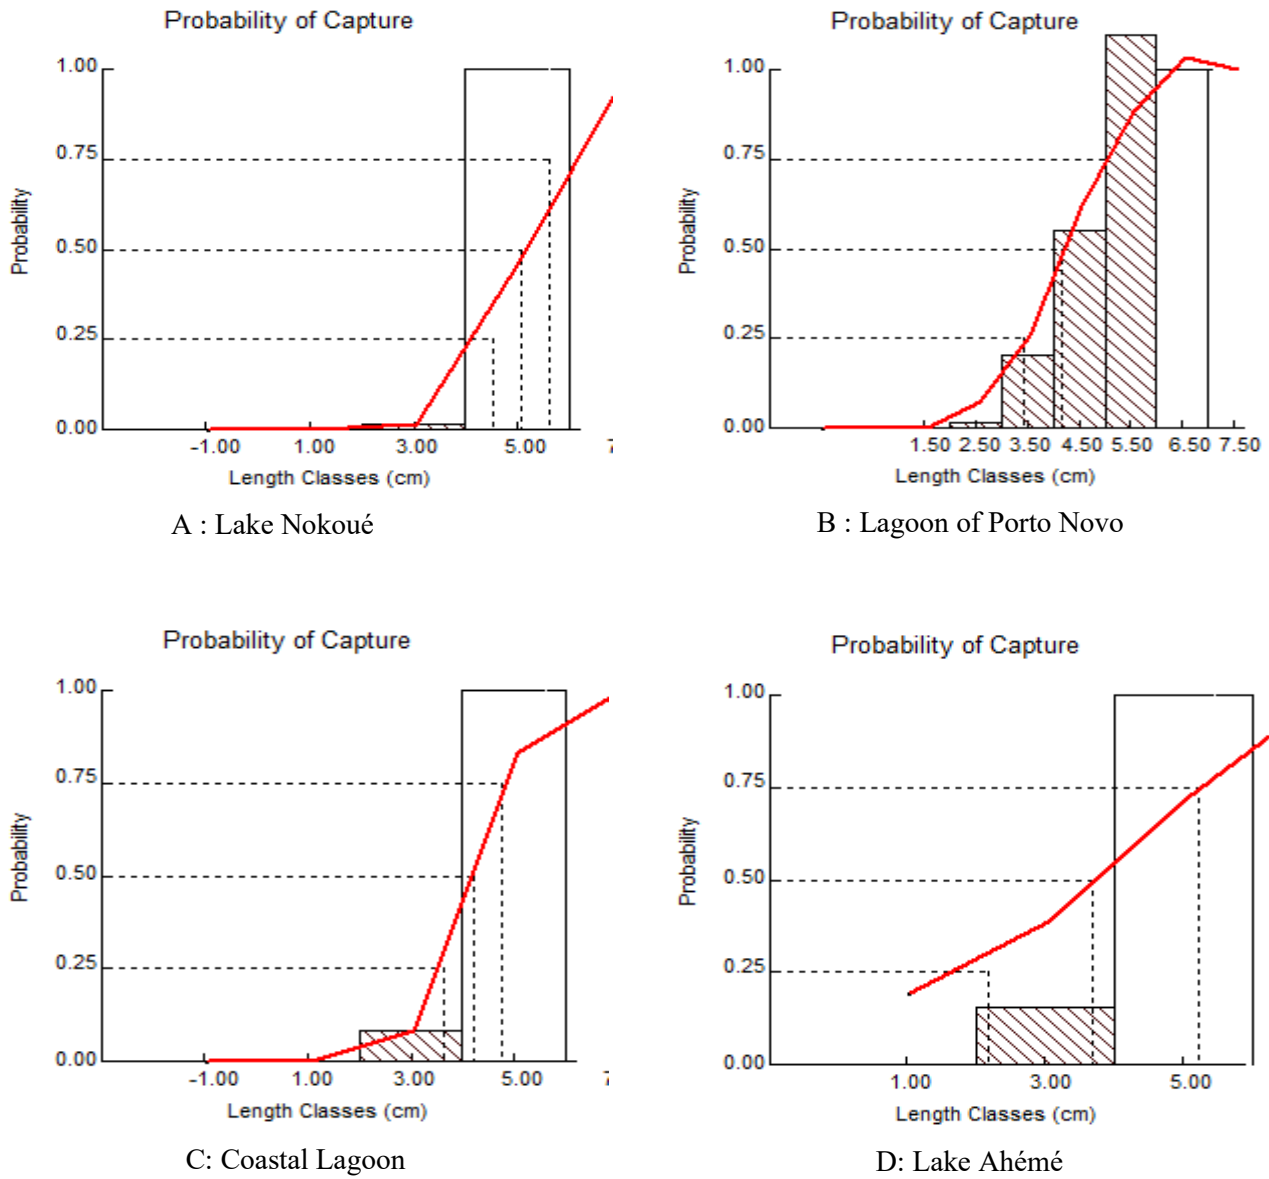 Probability of Capture
1.00
0.75
0.50
0.25
0.00
Probability
-1.00 1.00 3.00 5.00
Length Classes (cm)
A : Lake Nokoué
Probability of Capture
1.00
0.75
0.50
0.25
0.00
Probability
1.50 2.50 3.50 4.50 5.50 6.50 7.50
Length Classes (cm)
B : Lagoon of Porto Novo
Probability of Capture
1.00
0.75
0.50
0.25
0.00
Probability
-1.00 1.00 3.00 5.00
Length Classes (cm)
C: Coastal Lagoon
Probability of Capture
1.00
0.75
0.50
0.25
0.00
Probability
1.00 3.00 5.00
Length Classes (cm)
D: Lake Ahémé